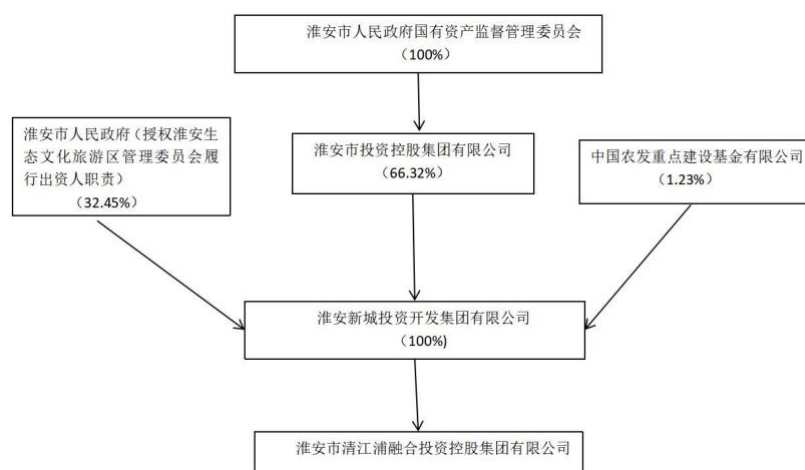 淮安市人民政府国有资产监督管理委员会
（100%）
淮安市人民政府（授权淮安生
态文化旅游区管理委员会履
行出资人职责）
（32.45%）
淮安市投资控股集团有限公司
（66.32%）
中国农发重点建设基金有限公司
（1.23%）
淮安新城投资开发集团有限公司
（100%)
淮安市清江浦融合投资控股集团有限公司